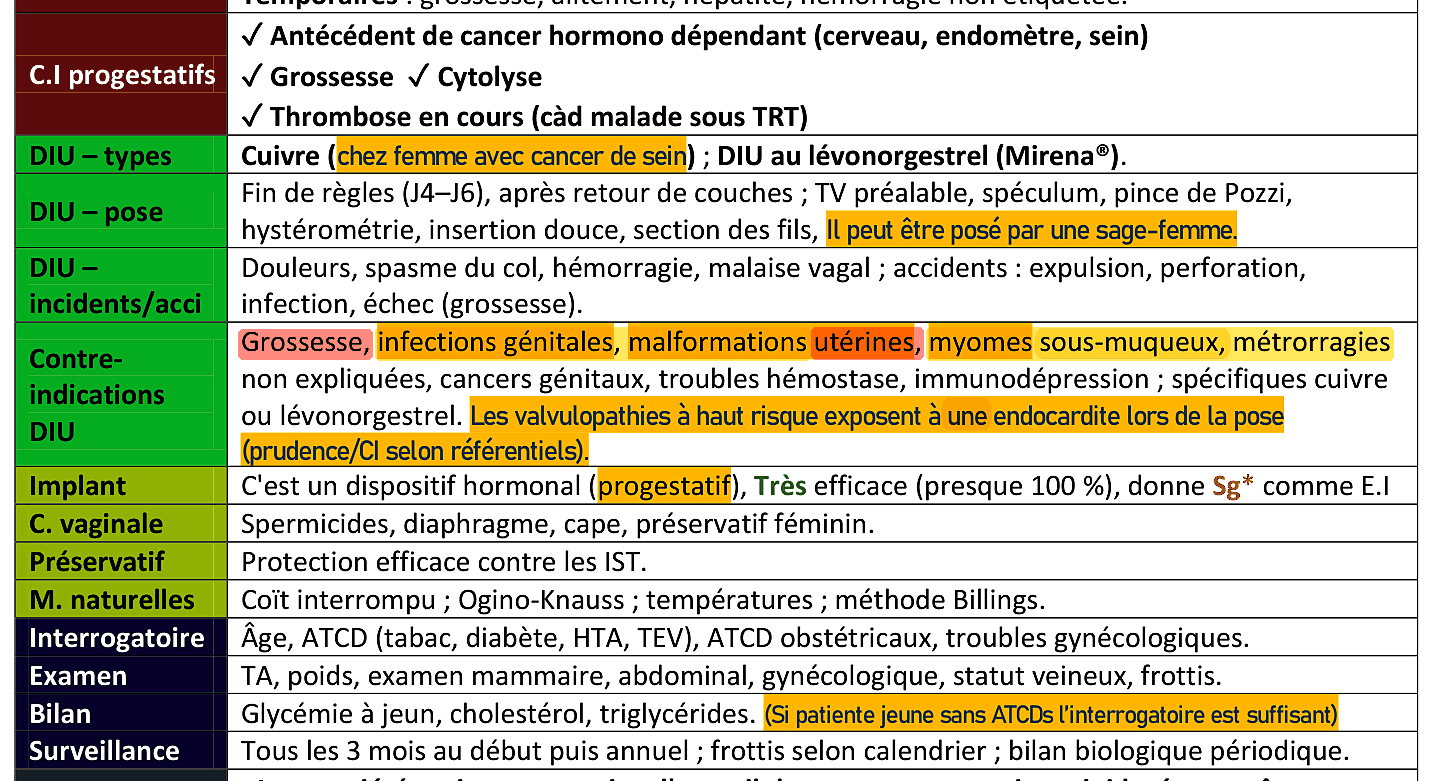 Temporaires : grossesse, alitement, hépatite, hémorragie non étiquetée.
C.I progestatifs
✓ Antécédent de cancer hormono dépendant (cerveau, endomètre, sein)
✓ Grossesse ✓ Cytolyse
✓ Thrombose en cours (càd malade sous TRT)
DIU – types
Cuivre (chez femme avec cancer de sein) ; DIU au lévonorgestrel (Mirena®).
DIU – pose
Fin de règles (J4–J6), après retour de couches ; TV préalable, spéculum, pince de Pozzi,
hystérométrie, insertion douce, section des fils, Il peut être posé par une sage-femme.
DIU –
incidents/acci
Douleurs, spasme du col, hémorragie, malaise vagal ; accidents : expulsion, perforation,
infection, échec (grossesse).
Contre-
indications
DIU
Grossesse, infections génitales, malformations utérines, myomes sous-muqueux, métrorragies
non expliquées, cancers génitaux, troubles hémostase, immunodépression ; spécifiques cuivre
ou lévonorgestrel. Les valvulopathies à haut risque exposent à une endocardite lors de la pose
(prudence/CI selon référentiels).
Implant
C'est un dispositif hormonal (progestatif), Très efficace (presque 100 %), donne Sg* comme E.I
C. vaginale
Spermicides, diaphragme, cape, préservatif féminin.
Préservatif
Protection efficace contre les IST.
M. naturelles
Coït interrompu ; Ogino-Knauss ; températures ; méthode Billings.
Interrogatoire
Âge, ATCD (tabac, diabète, HTA, TEV), ATCD obstétricaux, troubles gynécologiques.
Examen
TA, poids, examen mammaire, abdominal, gynécologique, statut veineux, frottis.
Bilan
Glycémie à jeun, cholestérol, triglycérides. (Si patiente jeune sans ATCDs l'interrogatoire est suffisant)
Surveillance
Tous les 3 mois au début puis annuel ; frottis selon calendrier ; bilan biologique périodique.